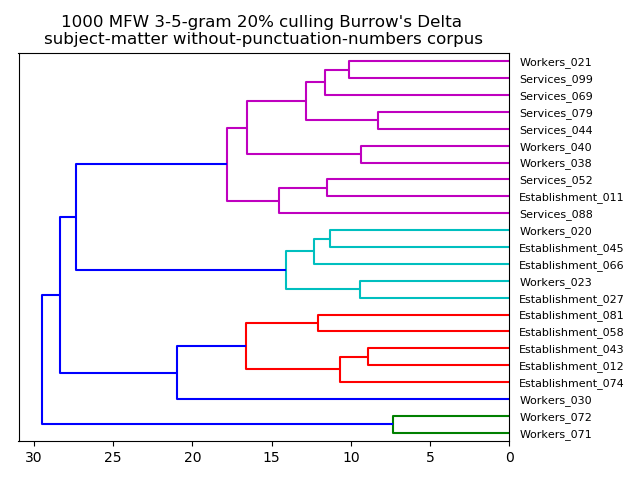 1000 MFW 3-5-gram 20% culling Burrow's Delta
subject-matter without-punctuation-numbers corpus
Workers_021
Services_099
Services_069
Services_079
Services_044
Workers_040
Workers_038
Services_052
Establishment_011
Services_088
Workers_020
Establishment_045
Establishment_066
Workers_023
Establishment_027
Establishment_081
Establishment_058
Establishment_043
Establishment_012
Establishment_074
Workers_030
Workers_072
Workers_071
30 25 20 15 10 5 0